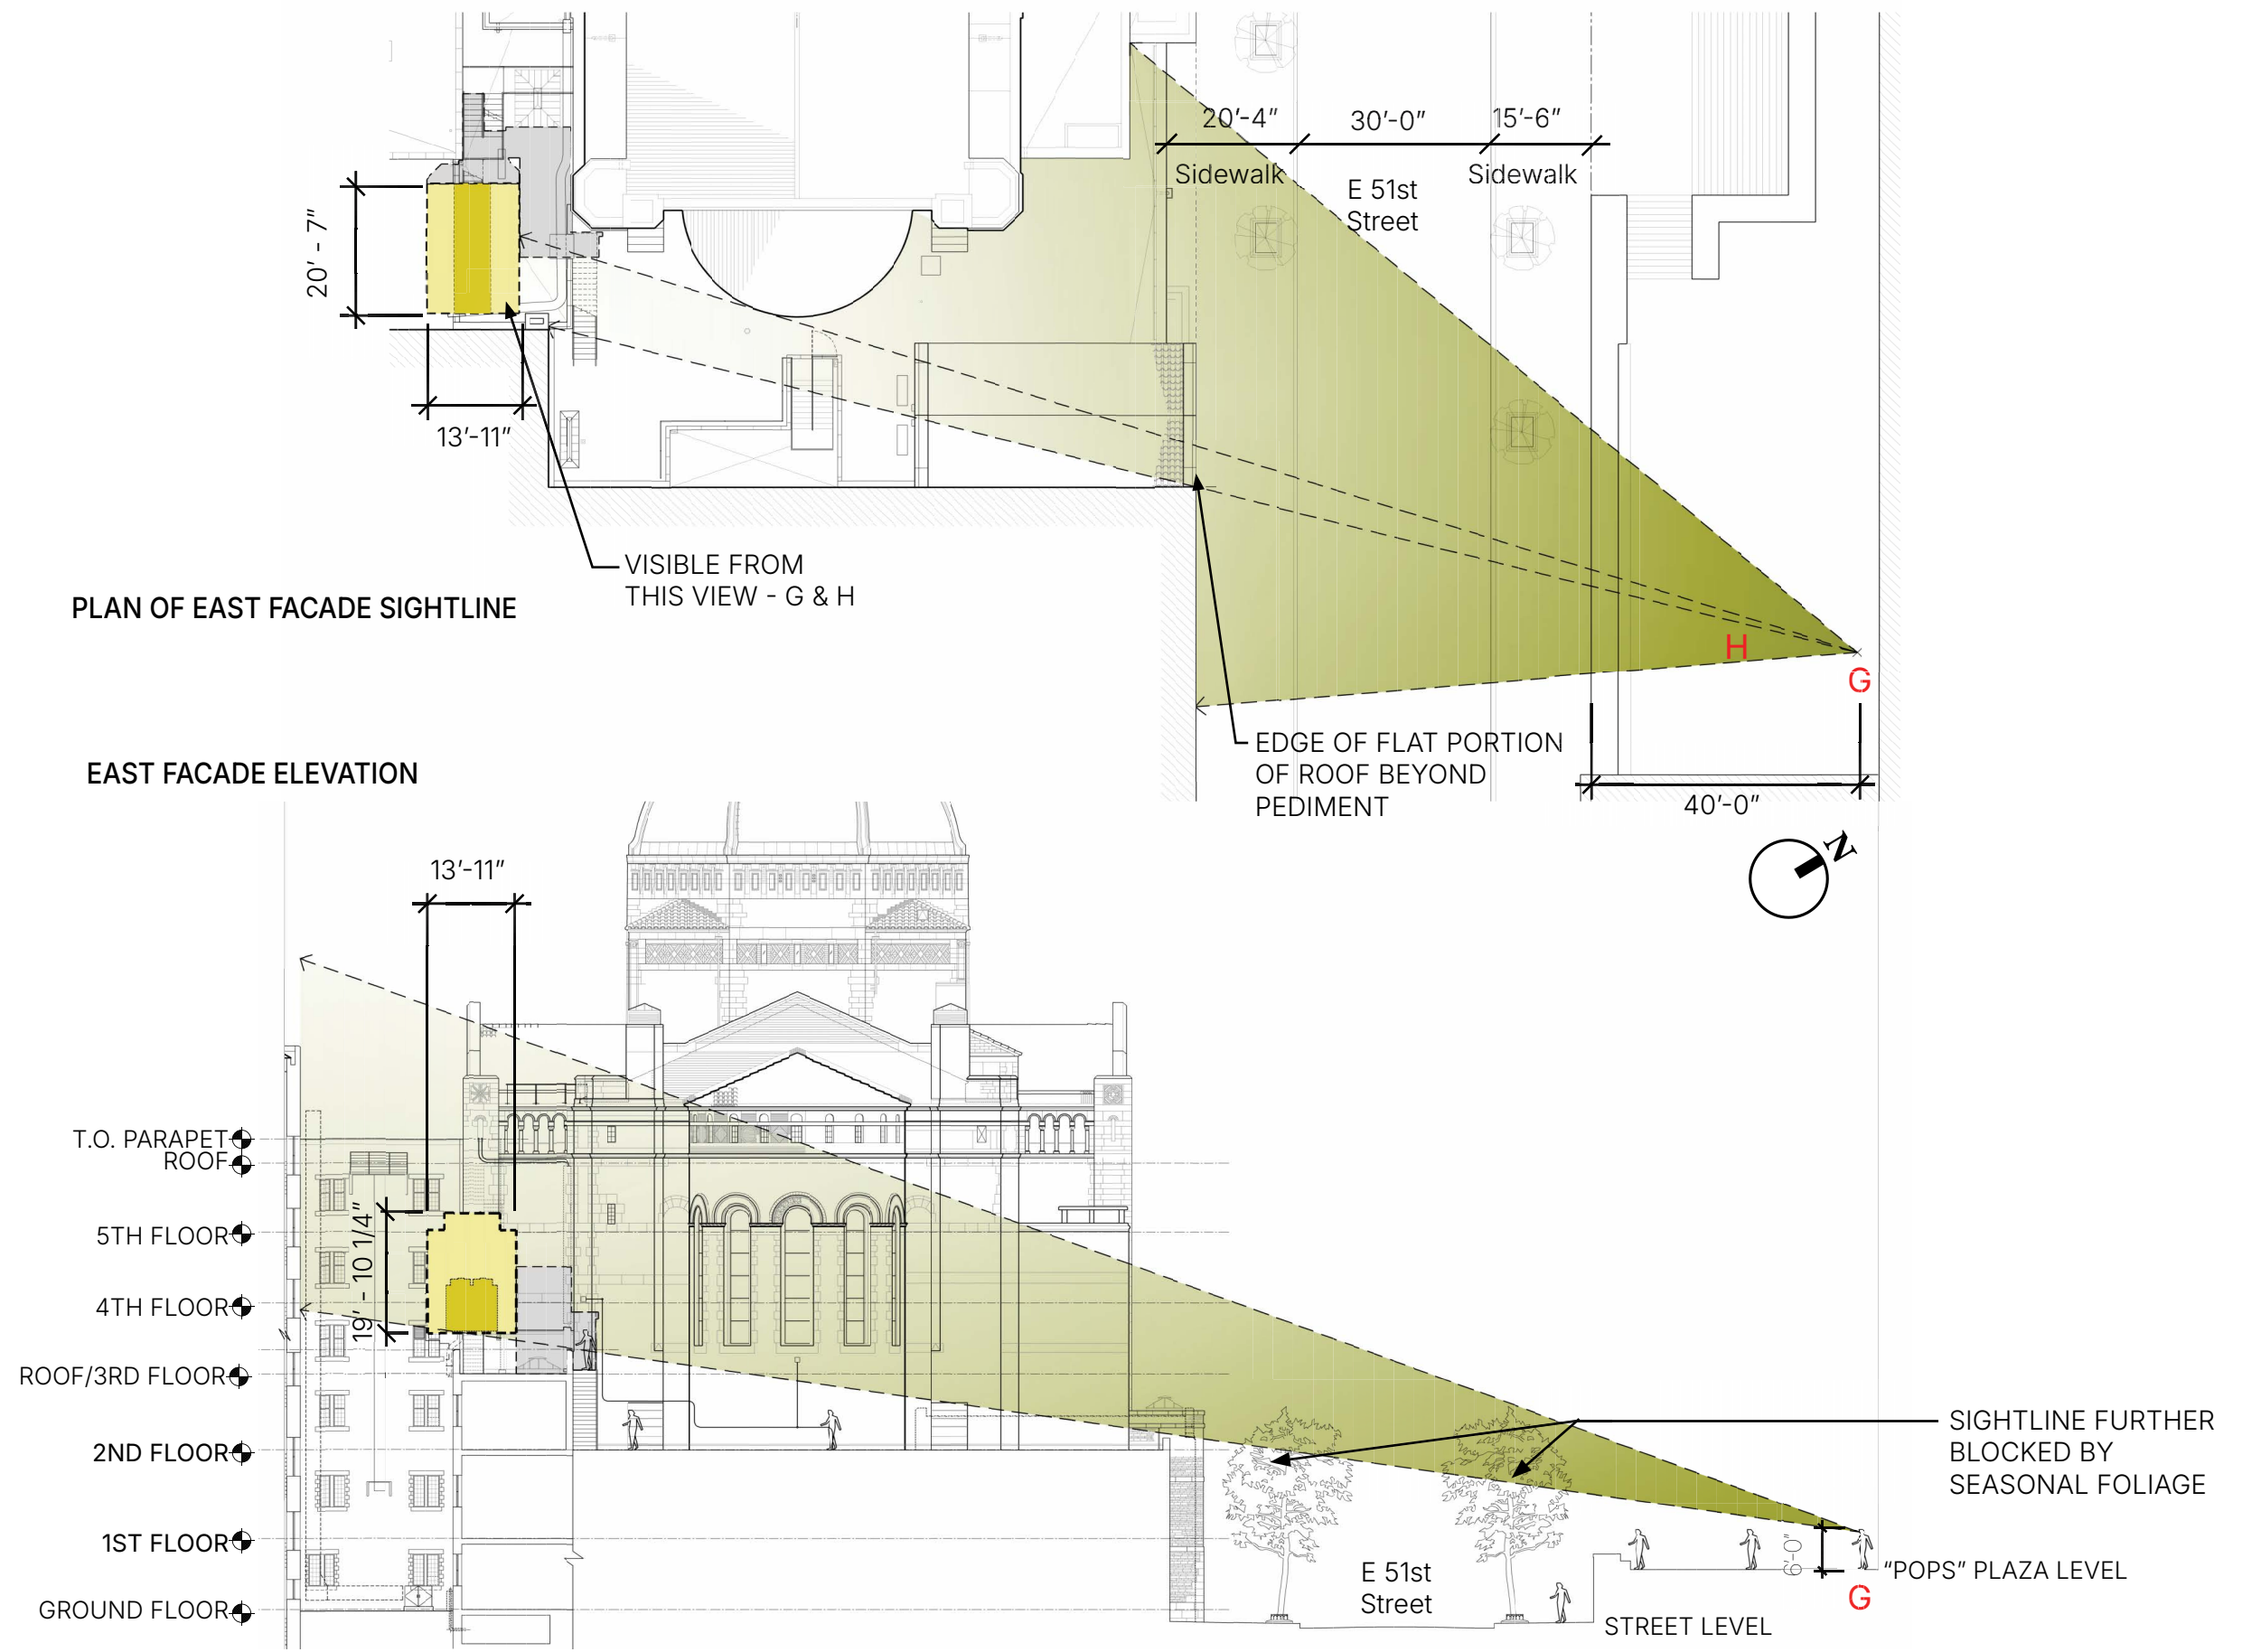 20'-4"
30'-0"
15'-6"
Sidewalk
E 51st
Street
Sidewalk
20' - 7"
13'-11"
VISIBLE FROM
THIS VIEW - G & H
PLAN OF EAST FACADE SIGHTLINE
H
G
EDGE OF FLAT PORTION
OF ROOF BEYOND
PEDIMENT
40'-0"
N
EAST FACADE ELEVATION
13'-11"
T.O. PARAPET
ROOF
5TH FLOOR
19' - 10 1/4"
4TH FLOOR
ROOF/3RD FLOOR
2ND FLOOR
1ST FLOOR
GROUND FLOOR
SIGHTLINE FURTHER
BLOCKED BY
SEASONAL FOLIAGE
6'-0"
"POPS" PLAZA LEVEL
G
E 51st
Street
STREET LEVEL